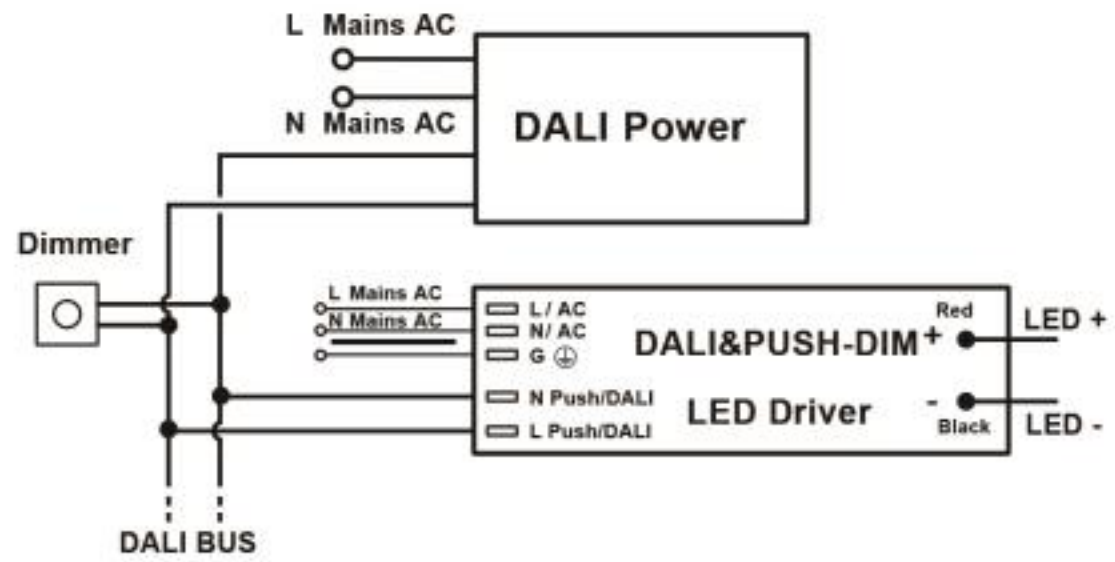 L Mains AC
N Mains AC
DALI Power
Dimmer
L Mains AC
N Mains AC
L / AC
N/ AC
G
N Push/DALI
L Push/DALI
DALI&PUSH-DIM
LED Driver
Red
+
-
Black
LED +
LED -
DALI BUS